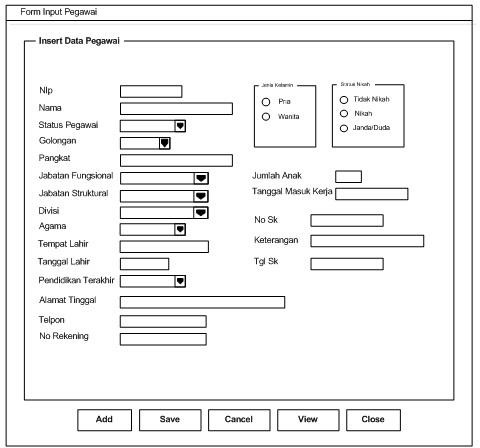 Form Input Pegawai
Insert Data Pegawai
Nip
Nama
Status Pegawai
Golongan
Pangkat
Jabatan Fungsional
Jabatan Struktural
Divisi
Agama
Tempat Lahir
Tanggal Lahir
Pendidikan Terakhir
Alamat Tinggal
Telpon
No Rekening
Jenis Kelamin
Pria
Wanita
Status Nikah
Tidak Nikah
Nikah
Janda/Duda
Jumlah Anak
Tanggal Masuk Kerja
No Sk
Keterangan
Tgl Sk
Add Save Cancel View Close